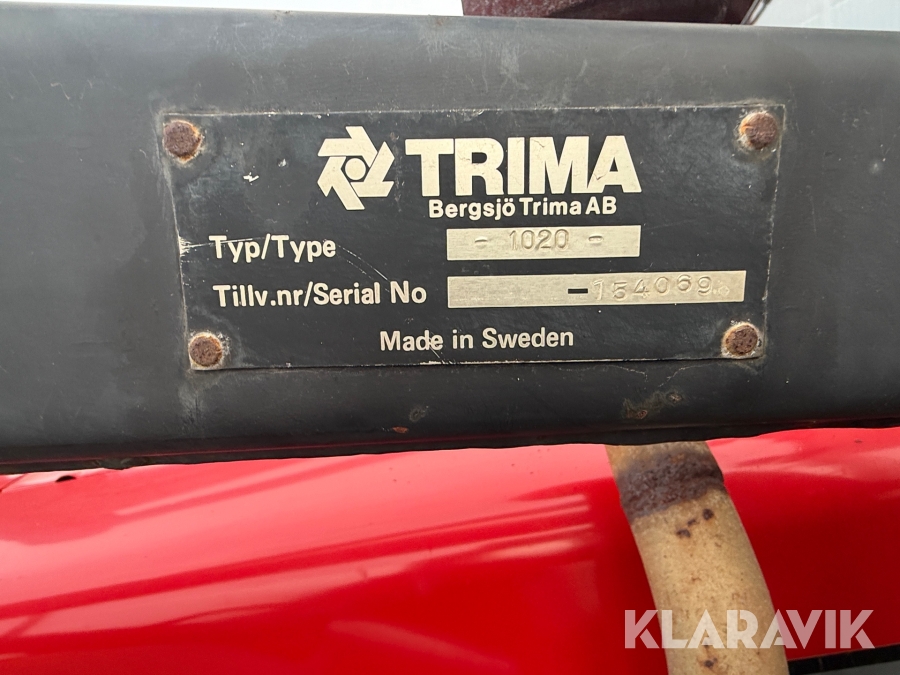 TRIMA
Bergsjö Trima AB
Typ/Type - 1020 -
Tillv.nr/Serial No -154069
Made in Sweden
KLARAVIK